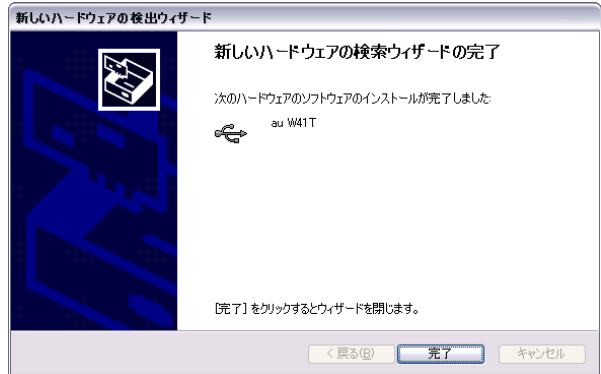 新しいハードウェアの検出ウィザード
新しいハードウェアの検索ウィザードの完了
次のハードウェアのソフトウェアのインストールが完了しました:
au W41T
[完了] をクリックするとウィザードを閉じます。
< 戻る(B)
完了
キャンセル